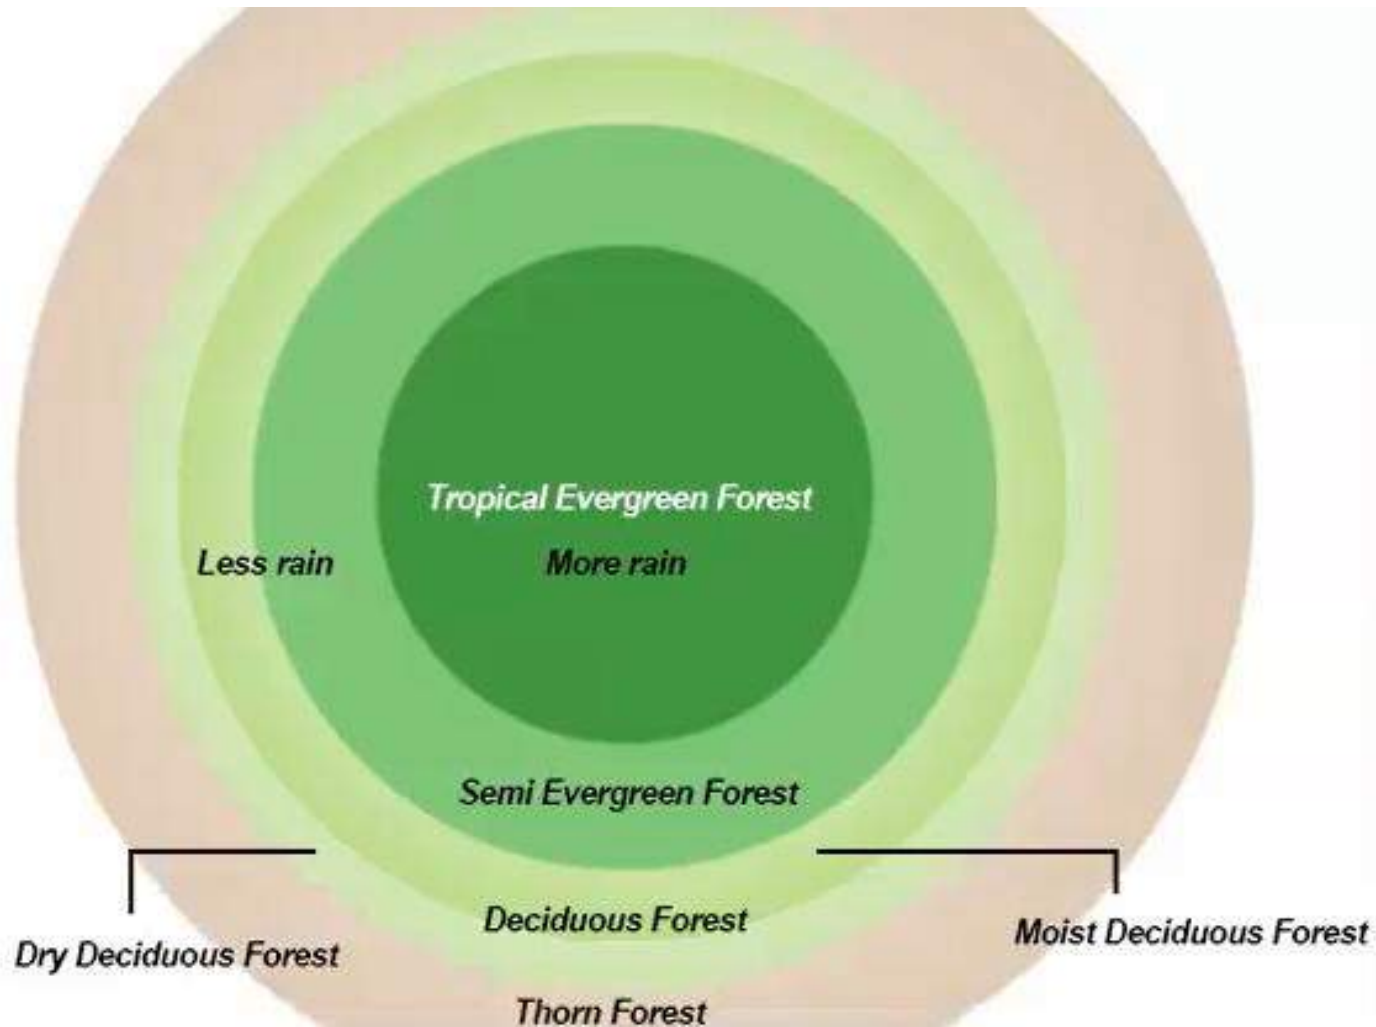 Tropical Evergreen Forest
Less rain
More rain
Semi Evergreen Forest
Deciduous Forest
Moist Deciduous Forest
Dry Deciduous Forest
Thorn Forest